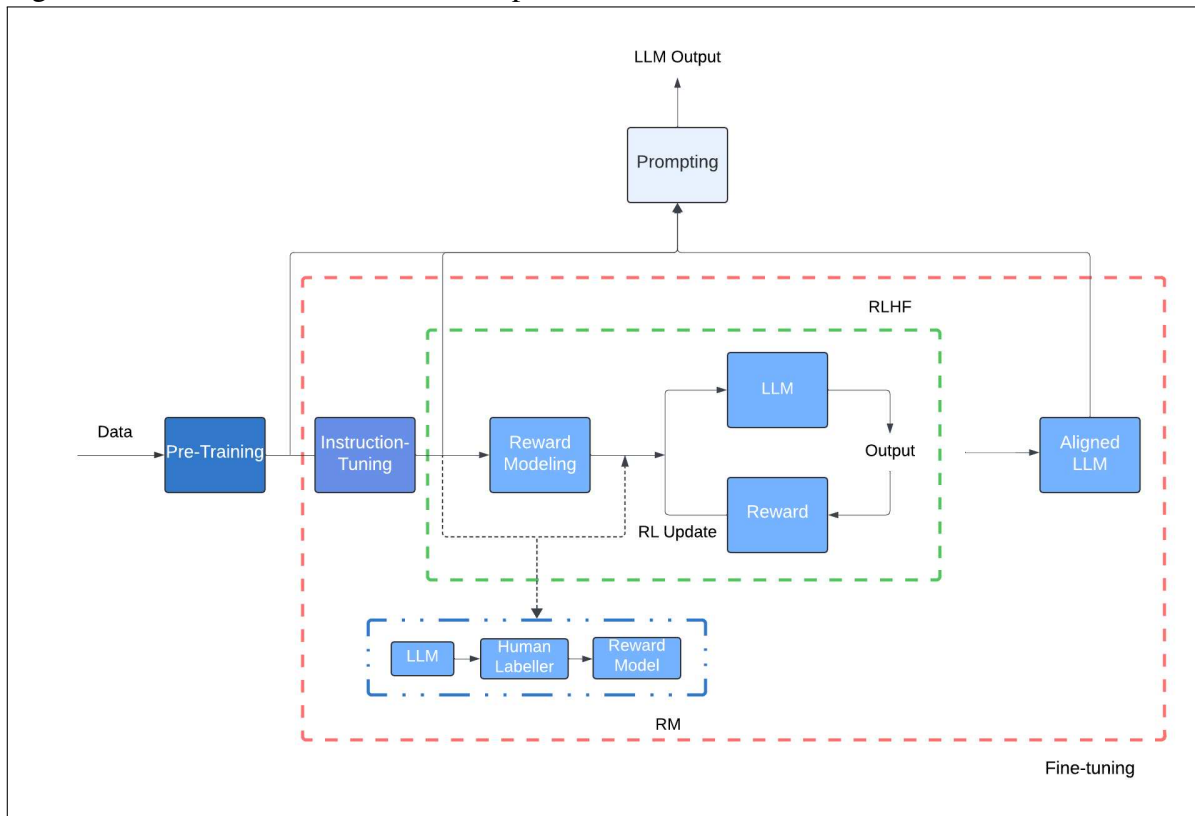 LLM Output
Prompting
RLHF
LLM
Data
Pre-Training
Instruction-
Tuning
Reward
Modeling
Output
Aligned
LLM
Reward
RL Update
LLM
Human
Labeller
Reward
Model
RM
Fine-tuning